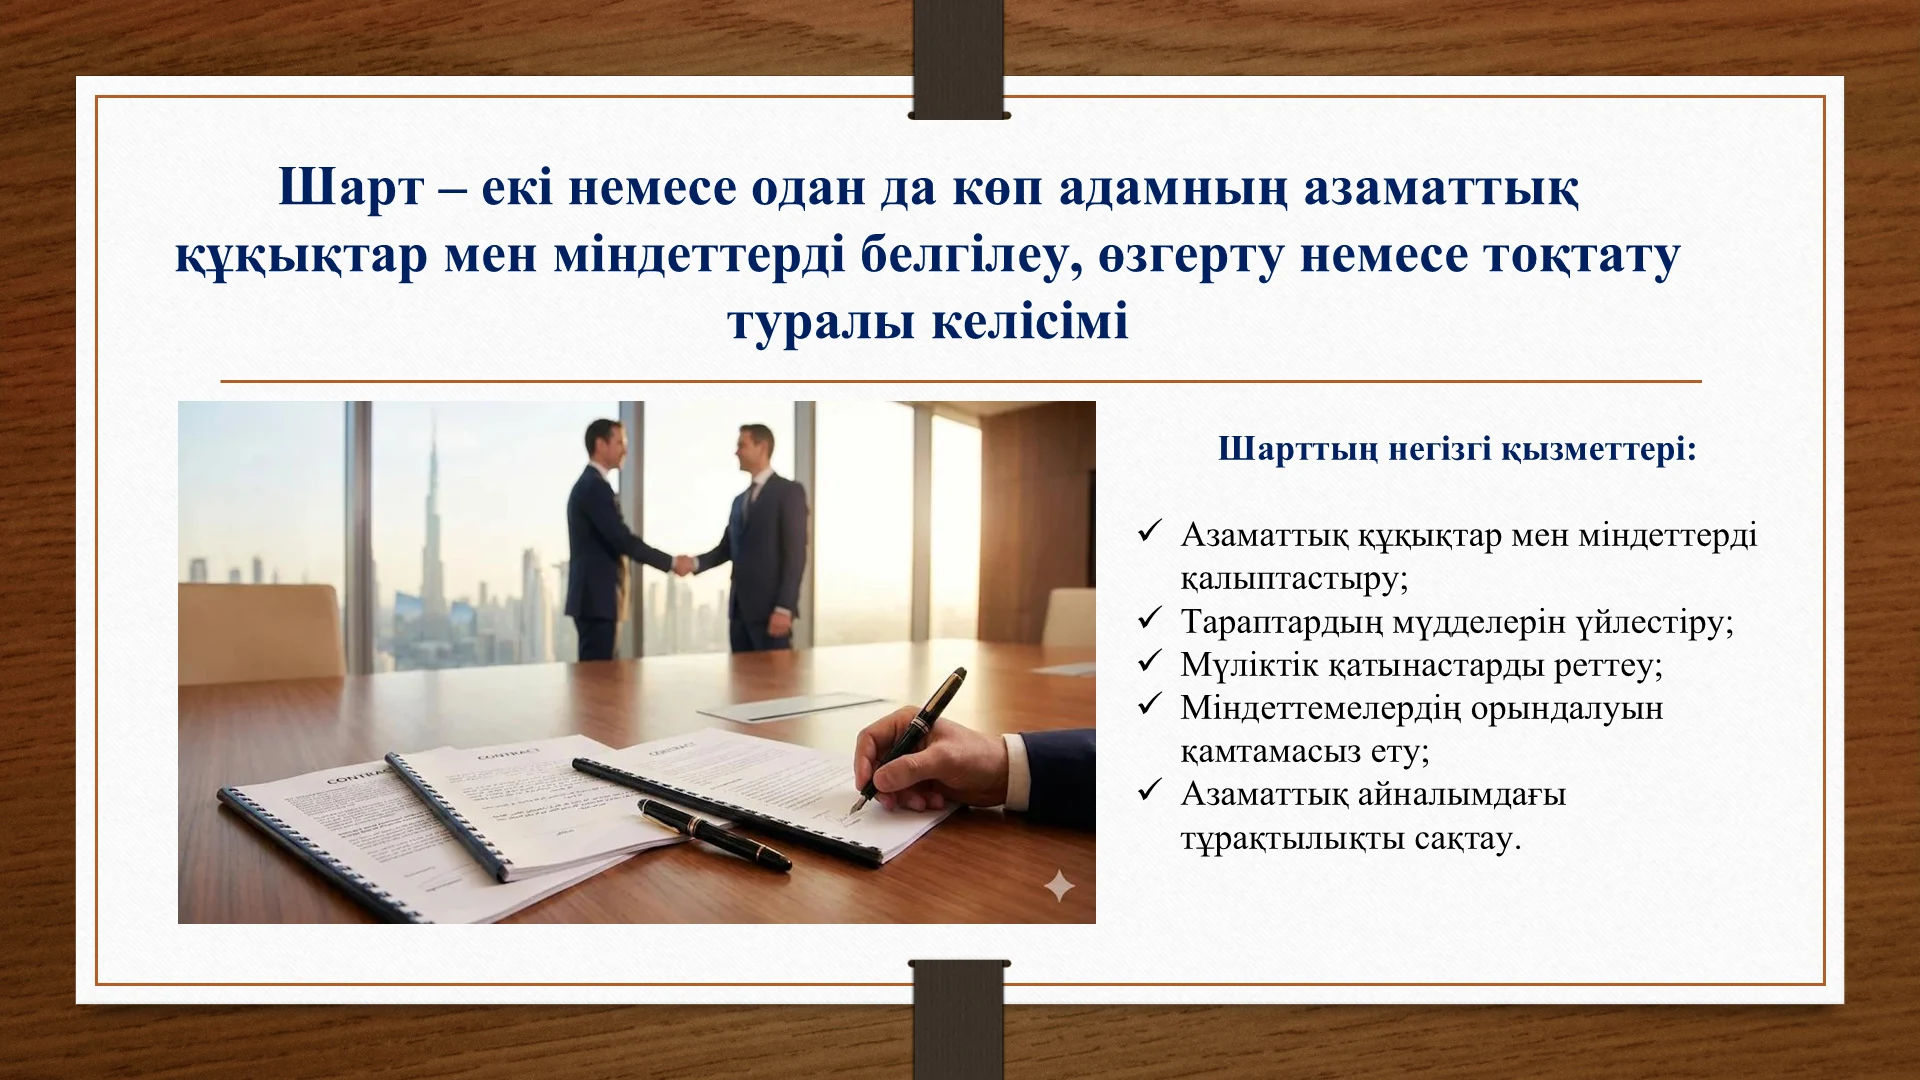 Шарт – екі немесе одан да көп адамның азаматтық
құқықтар мен міндеттерді белгілеу, өзгерту немесе тоқтату
туралы келісімі
Шарттың негізгі қызметтері:
✓ Азаматтық құқықтар мен міндеттерді
қалыптастыру;
✓ Тараптардың мүдделерін үйлестіру;
✓ Мүліктік қатынастарды реттеу;
✓ Міндеттемелердің орындалуын
қамтамасыз ету;
✓ Азаматтық айналымдағы
тұрақтылықты сақтау.
CONTRACT
CONTRACT